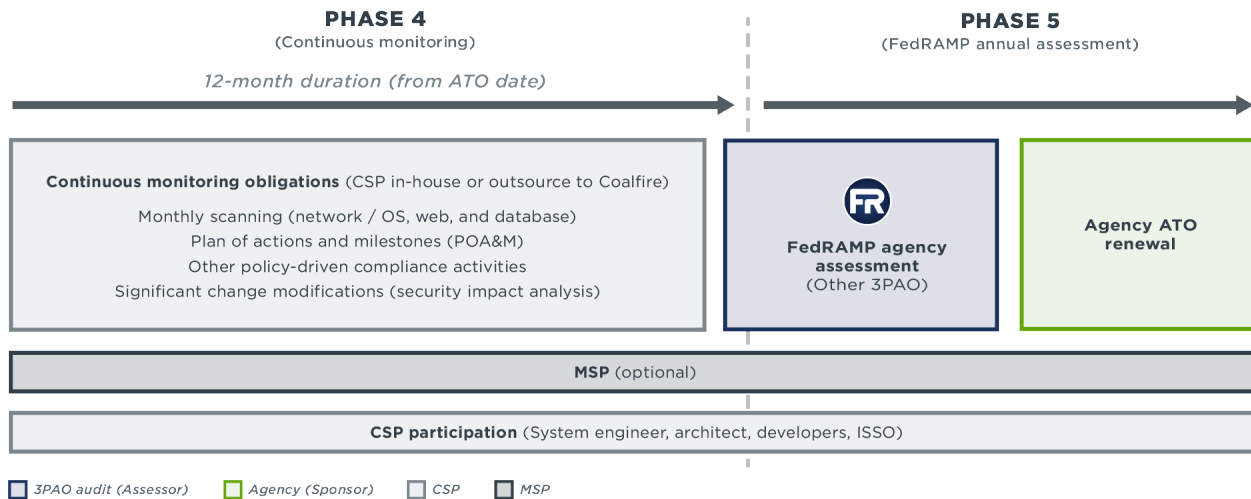 PHASE 4
(Continuous monitoring)
12-month duration (from ATO date)
PHASE 5
(FedRAMP annual assessment)
Continuous monitoring obligations (CSP in-house or outsource to Coalfire)
Monthly scanning (network / OS, web, and database)
Plan of actions and milestones (POA&M)
Other policy-driven compliance activities
Significant change modifications (security impact analysis)
FR
FedRAMP agency
assessment
(Other 3PAO)
Agency ATO
renewal
MSP (optional)
CSP participation (System engineer, architect, developers, ISSO)
3PAO audit (Assessor)
Agency (Sponsor)
CSP
MSP